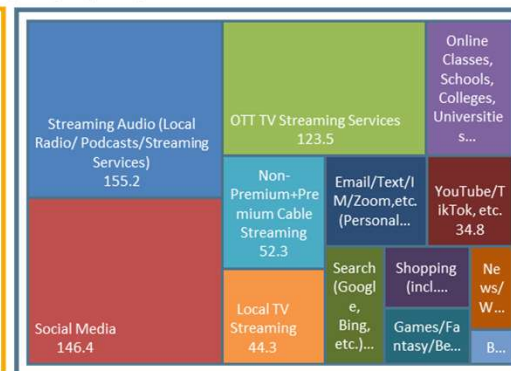 Streaming Audio (Local
Radio/ Podcasts/Streaming
Services)
155.2
Social Media
146.4
OTT TV Streaming Services
123.5
Non-
Premium+Pre
mium Cable
Streaming
52.3
Local TV
Streaming
44.3
Online
Classes,
Schools,
Colleges,
Universitie
s...
Email/Text/I
M/Zoom,etc.
(Personal...
YouTube/T
ikTok, etc.
34.8
Search
(Googl
e,
Bing,
etc.)...
Shopping
(incl....
Games/Fa
ntasy/Be...
Ne
ws/
W...
B...